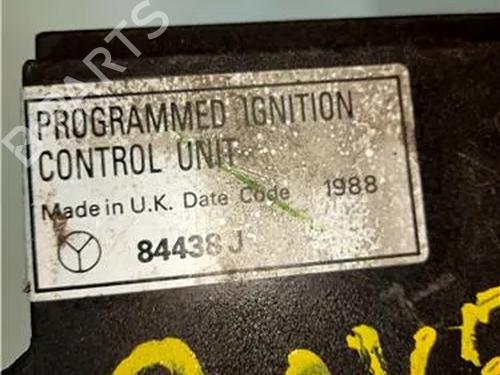 PROGRAMMED IGNITION
CONTROL UNIT
Made in U.K. Date Code 1988
84438 J